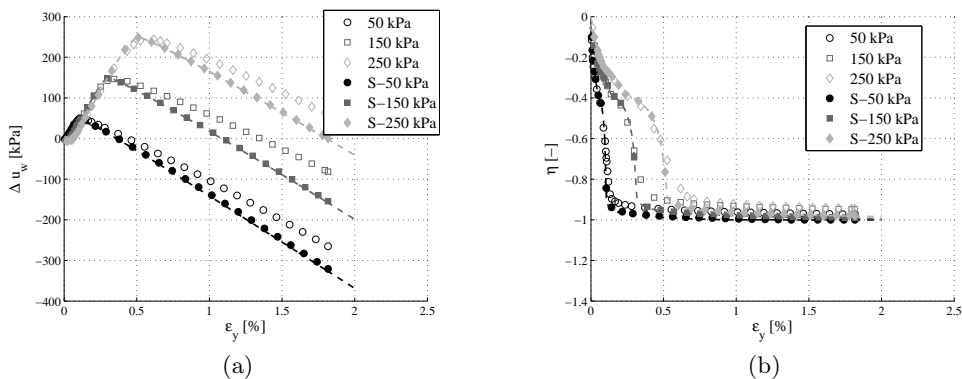 300
200
100
0
−100
−200
−300
−400
Δ u_w [kPa]
0
0.5
1
1.5
2
2.5
ε_y [%]
50 kPa
150 kPa
250 kPa
S−50 kPa
S−150 kPa
S−250 kPa
(a)
0
−0.2
−0.4
−0.6
−0.8
−1
−1.2
−1.4
η [−]
0
0.5
1
1.5
2
2.5
ε_y [%]
50 kPa
150 kPa
250 kPa
S−50 kPa
S−150 kPa
S−250 kPa
(b)